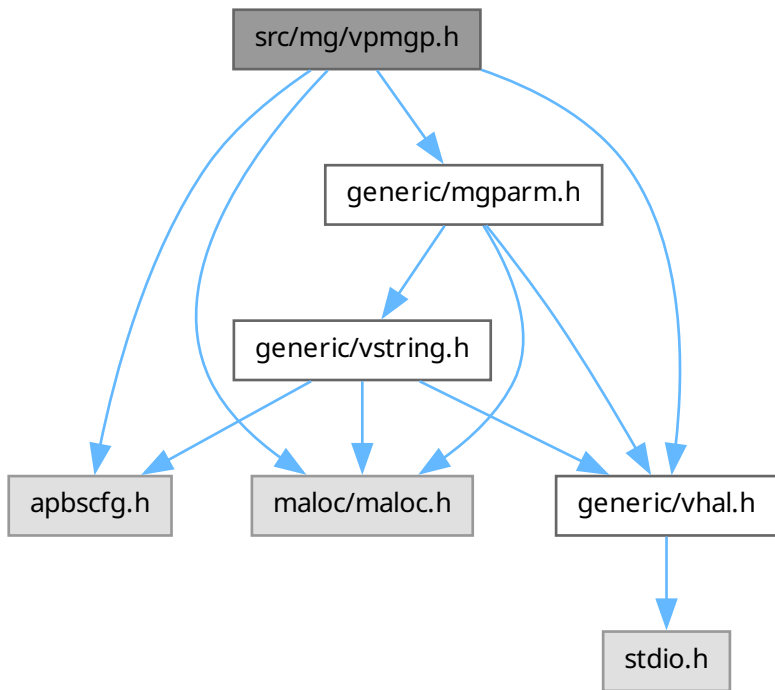 src/mg/vpmgp.h
generic/mgparm.h
generic/vstring.h
apbscfg.h
maloc/maloc.h
generic/vhal.h
stdio.h